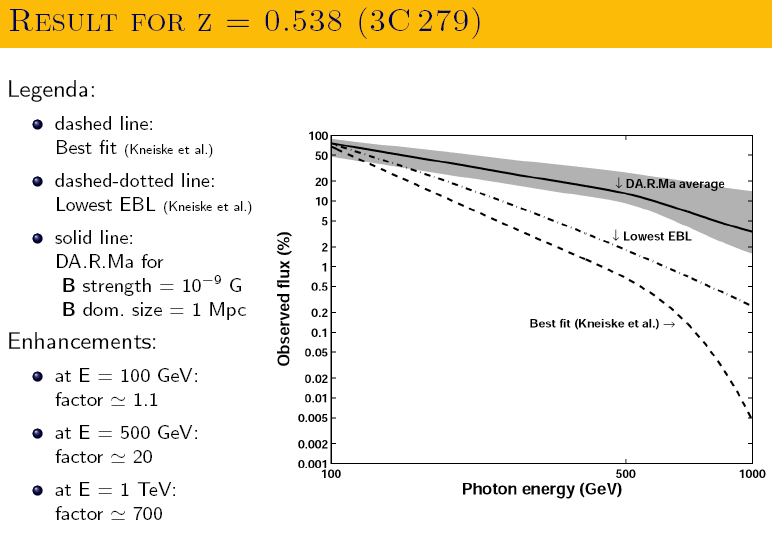 Result for z = 0.538 (3C 279)
Legenda:
dashed line:
Best fit (Kneiske et al.)
dashed-dotted line:
Lowest EBL (Kneiske et al.)
solid line:
DA.R.Ma for
B strength = 10⁻⁹ G
B dom. size = 1 Mpc
Enhancements:
at E = 100 GeV:
factor ≃ 1.1
at E = 500 GeV:
factor ≃ 20
at E = 1 TeV:
factor ≃ 700
Observed flux (%)
100
50
20
10
5
2
1
0.5
0.2
0.1
0.05
0.02
0.01
0.005
0.002
0.001
↓ DA.R.Ma average
↓ Lowest EBL
Best fit (Kneiske et al.) →
100
500
1000
Photon energy (GeV)